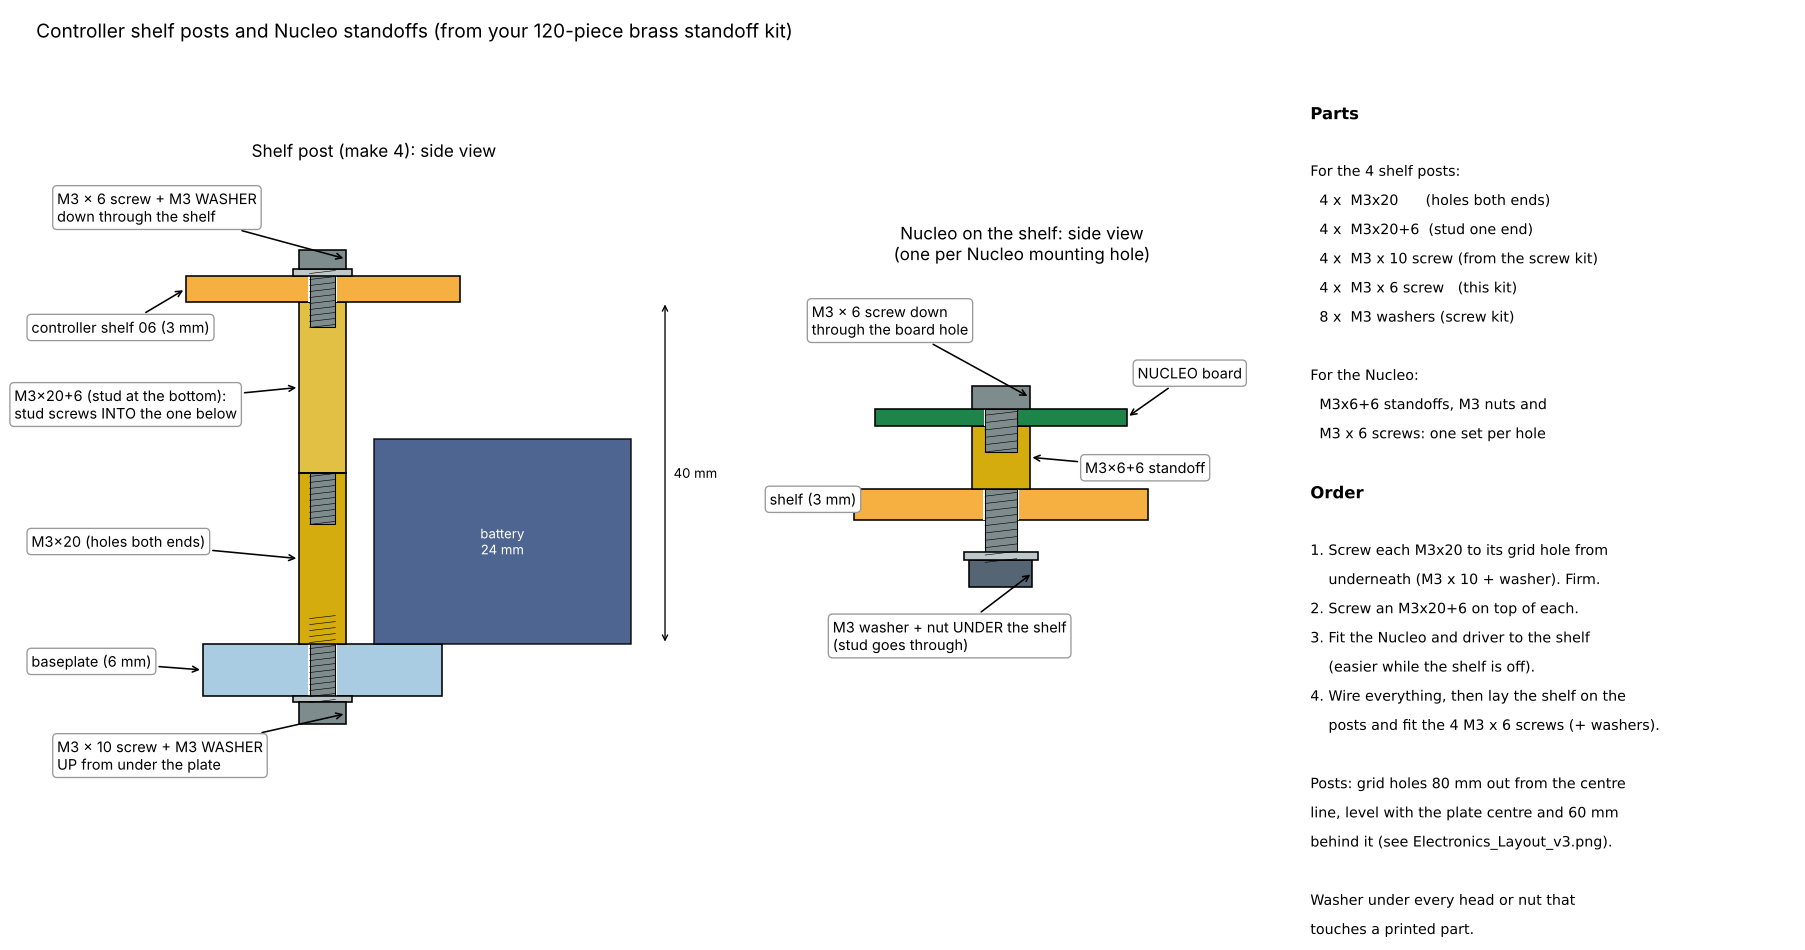 Controller shelf posts and Nucleo standoffs (from your 120-piece brass standoff kit)
Shelf post (make 4): side view
M3 × 6 screw + M3 WASHER
down through the shelf
controller shelf 06 (3 mm)
M3×20+6 (stud at the bottom):
stud screws INTO the one below
M3×20 (holes both ends)
baseplate (6 mm)
M3 × 10 screw + M3 WASHER
UP from under the plate
battery
24 mm
40 mm
Nucleo on the shelf: side view
(one per Nucleo mounting hole)
M3 × 6 screw down
through the board hole
NUCLEO board
M3×6+6 standoff
shelf (3 mm)
M3 washer + nut UNDER the shelf
(stud goes through)
Parts
For the 4 shelf posts:
4 x  M3x20      (holes both ends)
4 x  M3x20+6  (stud one end)
4 x  M3 x 10 screw (from the screw kit)
4 x  M3 x 6 screw   (this kit)
8 x  M3 washers (screw kit)
For the Nucleo:
M3x6+6 standoffs, M3 nuts and
M3 x 6 screws: one set per hole
Order
1. Screw each M3x20 to its grid hole from
underneath (M3 x 10 + washer). Firm.
2. Screw an M3x20+6 on top of each.
3. Fit the Nucleo and driver to the shelf
(easier while the shelf is off).
4. Wire everything, then lay the shelf on the
posts and fit the 4 M3 x 6 screws (+ washers).
Posts: grid holes 80 mm out from the centre
line, level with the plate centre and 60 mm
behind it (see Electronics_Layout_v3.png).
Washer under every head or nut that
touches a printed part.